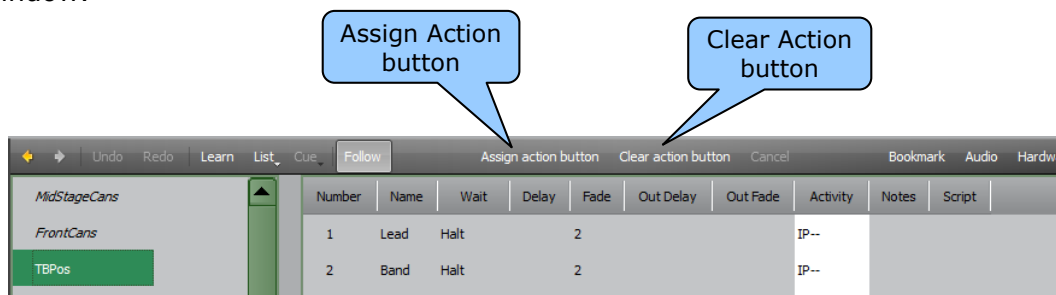 Assign Action
button
Clear Action
button
Undo Redo Learn List Cue Follow Assign action button Clear action button Cancel Bookmark Audio
MidStageCans
Number Name Wait Delay Fade Out Delay Out Fade Activity Notes Script
FrontCans
1 Lead Halt 2 IP--
TBPos
2 Band Halt 2 IP--